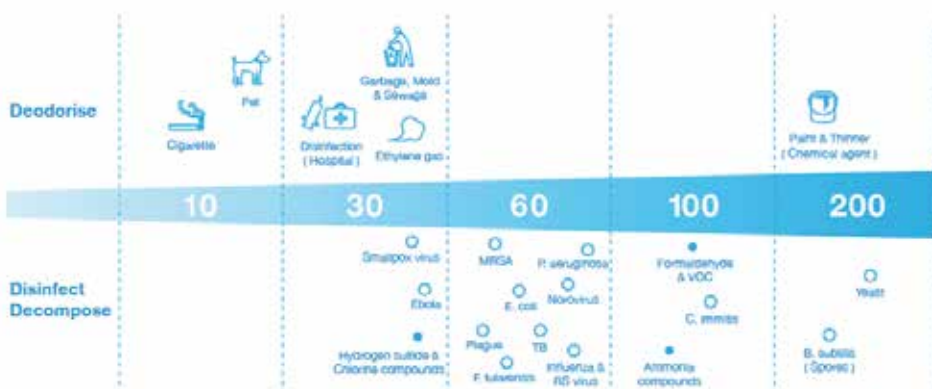 Deodorise
Cigarette
Pet
Disinfection
(Hospital)
Garbage, Mold
& Sewage
Ethylene gas
Paint & Thinner
(Chemical agent)
10
30
60
100
200
Disinfect
Decompose
Smallpox virus
Ebola
Hydrogen sulfide &
Chlorine compounds
P. aeruginosa
E. coli
Norovirus
Plague
TB
F. tularensis
Influenza &
RS virus
Formaldehyde
& VOC
C. immitis
Ammonia
compounds
Yeast
B. subtilis
(Spores)